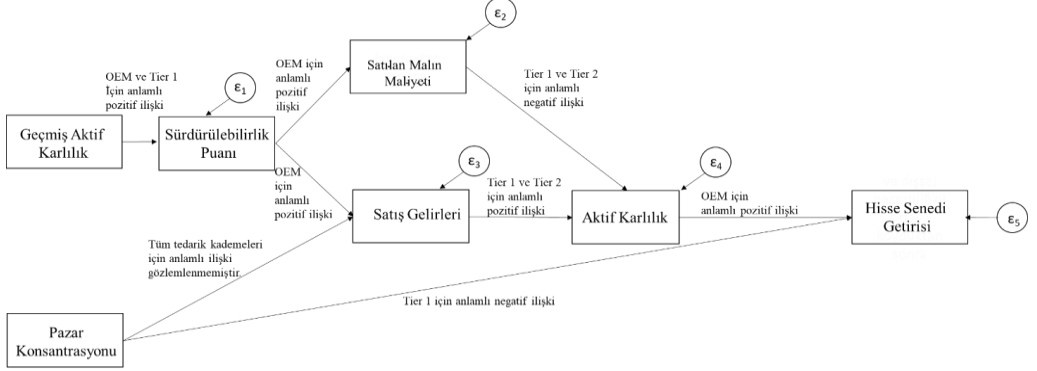 ε2
OEM ve Tier 1
İçin anlamlı
pozitif ilişki
ε1
OEM için
anlamlı
pozitif
ilişki
Satılan Malın
Maliyeti
Tier 1 ve Tier 2
için anlamlı
negatif ilişki
Geçmiş Aktif
Karlılık
Sürdürülebilirlik
Puanı
OEM
için
anlamlı
pozitif ilişki
ε3
Satış Gelirleri
Tier 1 ve Tier 2
için anlamlı
pozitif ilişki
ε4
Aktif Karlılık
OEM için
anlamlı pozitif ilişki
Hisse Senedi
Getirisi
ε5
Tüm tedarik kademeleri
için anlamlı ilişki
gözlemlenmemiştir.
Tier 1 için anlamlı negatif ilişki
Pazar
Konsantrasyonu